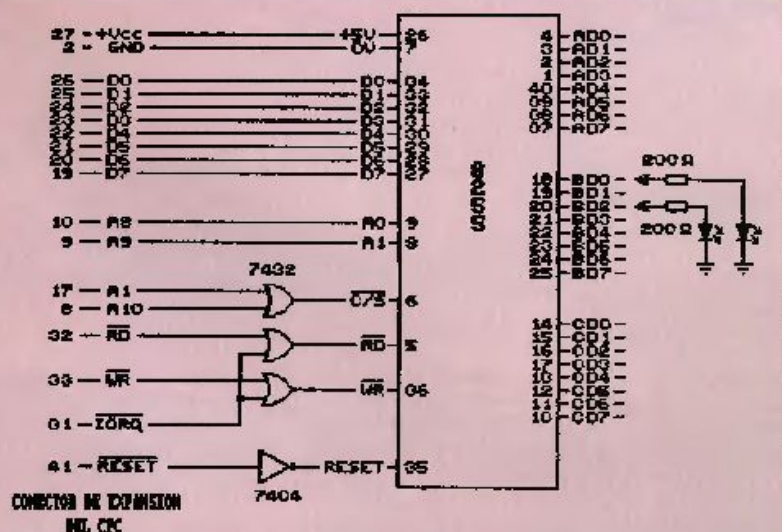 27 - +Vcc +5V - 26
2 - GND 0V - 7
26 - D0 D0 - 34
25 - D1 D1 - 33
24 - D2 D2 - 32
23 - D3 D3 - 31
22 - D4 D4 - 30
21 - D5 D5 - 29
20 - D6 D6 - 28
19 - D7 D7 - 27
10 - A8 A0 - 9
9 - A9 A1 - 8
7432
17 - A1
8 - A10
C/S - 6
32 - RD RD - 5
33 - WR WR - 36
31 - IORQ
41 - RESET RESET - 35
7404
4 - AD0 -
3 - AD1 -
2 - AD2 -
1 - AD3 -
40 - AD4 -
39 - AD5 -
38 - AD6 -
37 - AD7 -
18 - BD0
19 - BD1 -
20 - BD2
21 - BD3 -
22 - BD4 -
23 - BD5 -
24 - BD6 -
25 - BD7 -
200 Ω
200 Ω
14 - CD0 -
15 - CD1 -
16 - CD2 -
17 - CD3 -
13 - CD4 -
12 - CD5 -
11 - CD6 -
10 - CD7 -
CONECTOR DE EXPANSION
DEL CPC